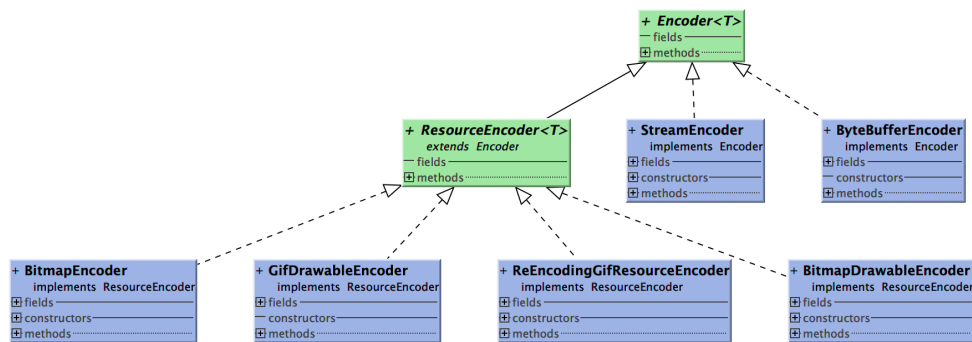 + Encoder<T>
fields
methods
+ ResourceEncoder<T>
extends Encoder
fields
methods
+ StreamEncoder
implements Encoder
fields
constructors
methods
+ ByteBufferEncoder
implements Encoder
fields
constructors
methods
+ BitmapEncoder
implements ResourceEncoder
fields
constructors
methods
+ GifDrawableEncoder
implements ResourceEncoder
fields
constructors
methods
+ ReEncodingGifResourceEncoder
implements ResourceEncoder
fields
constructors
methods
+ BitmapDrawableEncoder
implements ResourceEncoder
fields
constructors
methods